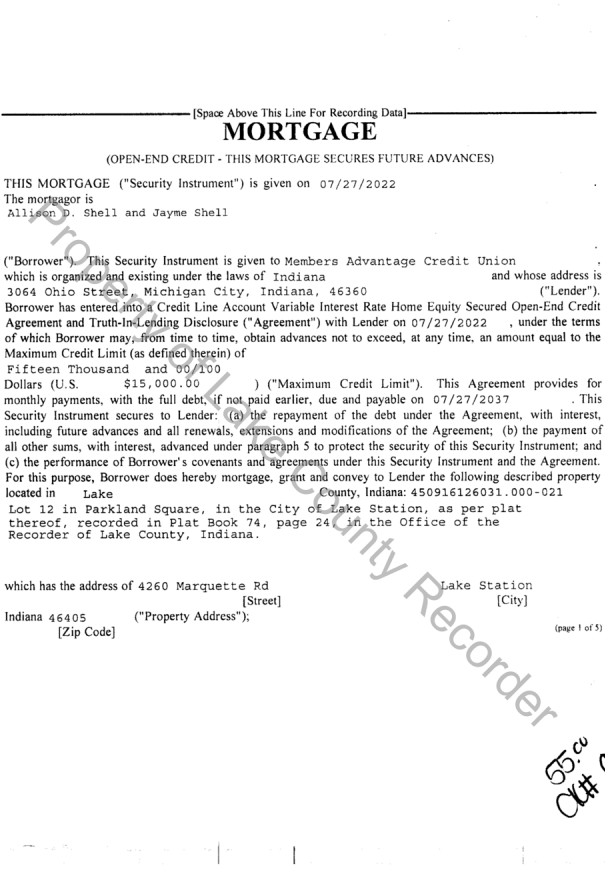 [Space Above This Line For Recording Data]
MORTGAGE
(OPEN-END CREDIT - THIS MORTGAGE SECURES FUTURE ADVANCES)
THIS MORTGAGE ("Security Instrument") is given on 07/27/2022 .
The mortgagor is
Allison D. Shell and Jayme Shell
("Borrower"). This Security Instrument is given to Members Advantage Credit Union ,
which is organized and existing under the laws of Indiana and whose address is
3064 Ohio Street, Michigan City, Indiana, 46360 ("Lender").
Borrower has entered into a Credit Line Account Variable Interest Rate Home Equity Secured Open-End Credit
Agreement and Truth-In-Lending Disclosure ("Agreement") with Lender on 07/27/2022 , under the terms
of which Borrower may, from time to time, obtain advances not to exceed, at any time, an amount equal to the
Maximum Credit Limit (as defined therein) of
Fifteen Thousand and 00/100
Dollars (U.S. $15,000.00 ) ("Maximum Credit Limit"). This Agreement provides for
monthly payments, with the full debt, if not paid earlier, due and payable on 07/27/2037 . This
Security Instrument secures to Lender: (a) the repayment of the debt under the Agreement, with interest,
including future advances and all renewals, extensions and modifications of the Agreement; (b) the payment of
all other sums, with interest, advanced under paragraph 5 to protect the security of this Security Instrument; and
(c) the performance of Borrower's covenants and agreements under this Security Instrument and the Agreement.
For this purpose, Borrower does hereby mortgage, grant and convey to Lender the following described property
located in Lake County, Indiana: 450916126031.000-021
Lot 12 in Parkland Square, in the City of Lake Station, as per plat
thereof, recorded in Plat Book 74, page 24, in the Office of the
Recorder of Lake County, Indiana.
which has the address of 4260 Marquette Rd Lake Station
[Street] [City]
Indiana 46405 ("Property Address");
[Zip Code]
(page 1 of 5)
Property of Lake County Recorder
55.00
CK#